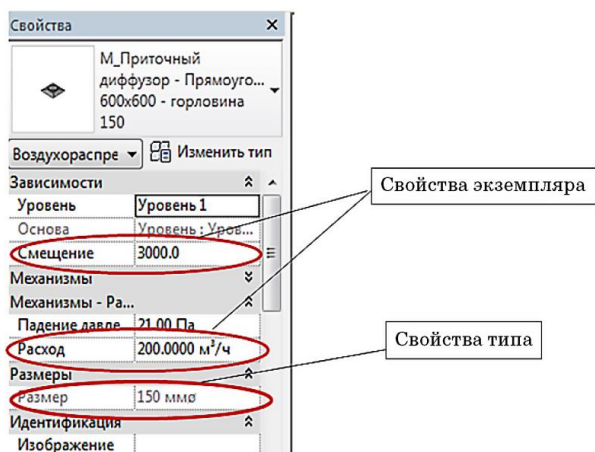 Свойства
М_Приточный
диффузор - Прямоуго...
600x600 - горловина
150
Воздухораспре
Изменить тип
Зависимости
Уровень Уровень 1
Основа Уровень : Уров...
Смещение 3000.0
Механизмы
Механизмы - Ра...
Падение давле 21.00 Па
Расход 200.0000 м³/ч
Размеры
Размер 150 ммø
Идентификация
Изображение
Свойства экземпляра
Свойства типа